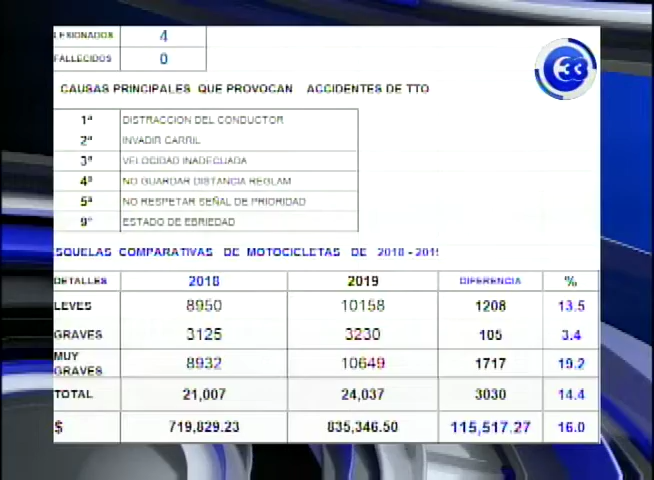 LESIONADOS 4
FALLECIDOS 0
33
CAUSAS PRINCIPALES QUE PROVOCAN ACCIDENTES DE TTO
1ª DISTRACCION DEL CONDUCTOR
2ª INVADIR CARRIL
3ª VELOCIDAD INADECUADA
4ª NO GUARDAR DISTANCIA REGLAM
5ª NO RESPETAR SEÑAL DE PRIORIDAD
9° ESTADO DE EBRIEDAD
SQUELAS COMPARATIVAS DE MOTOCICLETAS DE 2018 - 2019
DETALLES 2018 2019 DIFERENCIA %
LEVES 8950 10158 1208 13.5
GRAVES 3125 3230 105 3.4
MUY GRAVES 8932 10649 1717 19.2
TOTAL 21,007 24,037 3030 14.4
$ 719,829.23 835,346.50 115,517.27 16.0